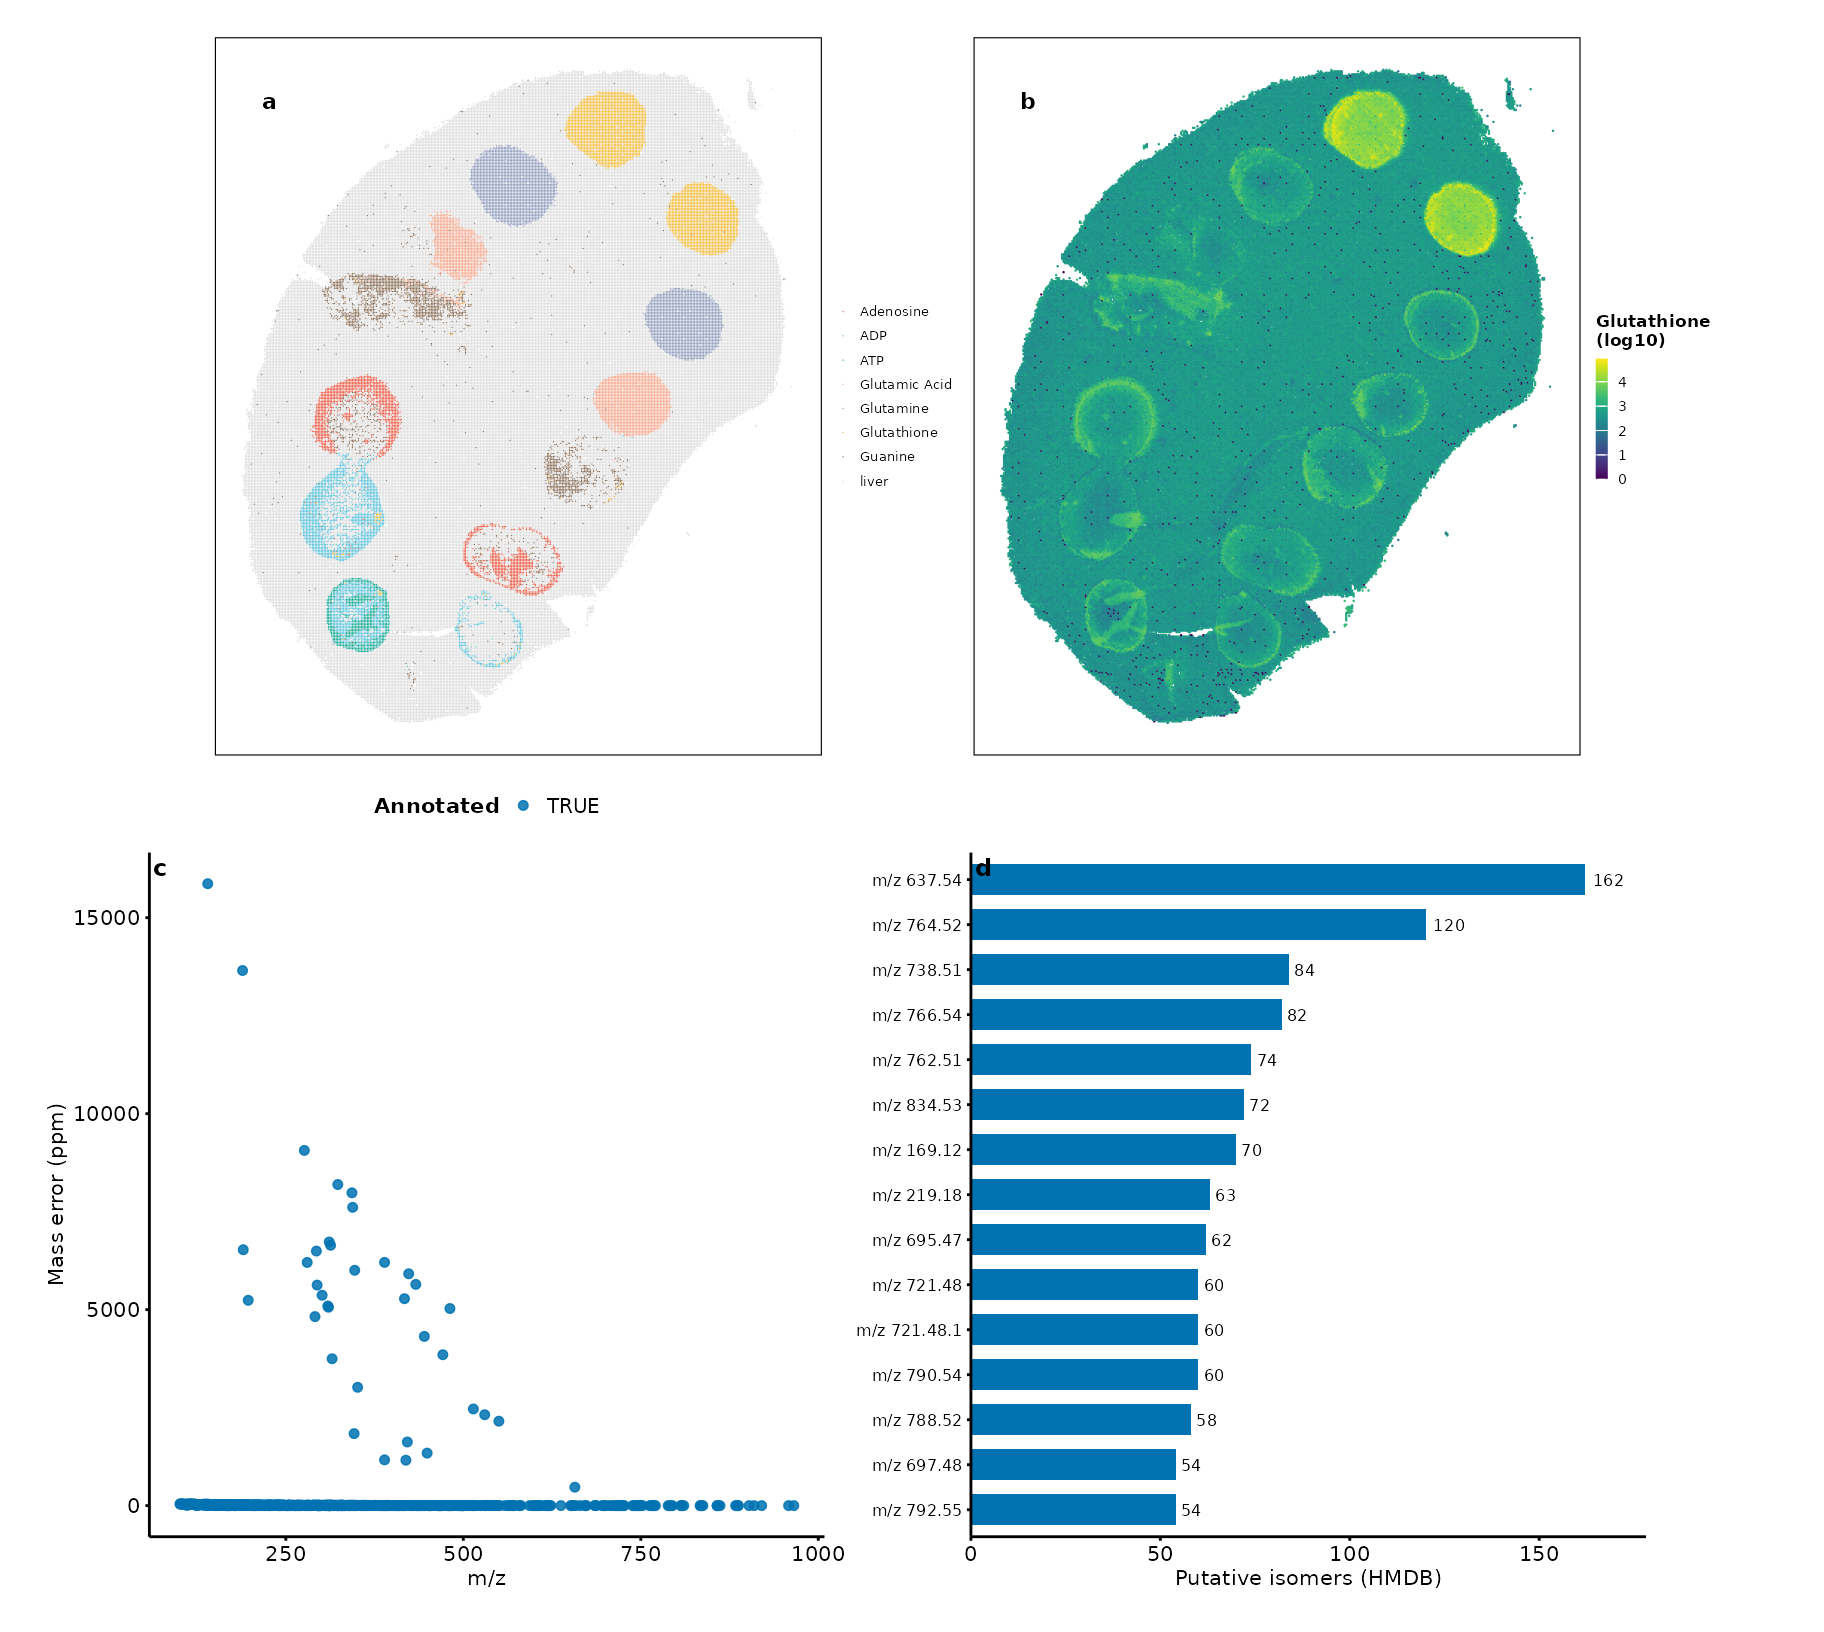 a
Adenosine
ADP
ATP
Glutamic Acid
Glutamine
Glutathione
Guanine
liver
b
Glutathione
(log10)
4
3
2
1
0
Annotated TRUE
c
15000
10000
5000
0
Mass error (ppm)
250 500 750 1000
m/z
d
m/z 637.54 162
m/z 764.52 120
m/z 738.51 84
m/z 766.54 82
m/z 762.51 74
m/z 834.53 72
m/z 169.12 70
m/z 219.18 63
m/z 695.47 62
m/z 721.48 60
m/z 721.48.1 60
m/z 790.54 60
m/z 788.52 58
m/z 697.48 54
m/z 792.55 54
0 50 100 150
Putative isomers (HMDB)